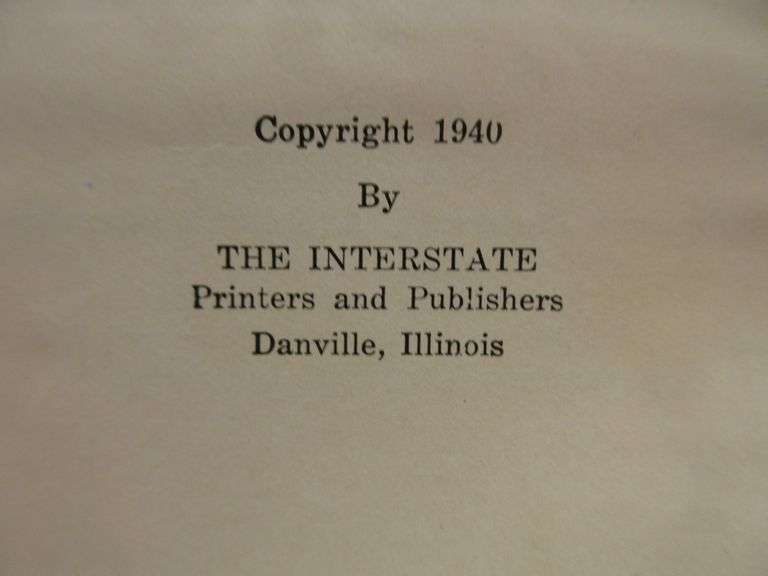 Copyright 1940
By
THE INTERSTATE
Printers and Publishers
Danville, Illinois